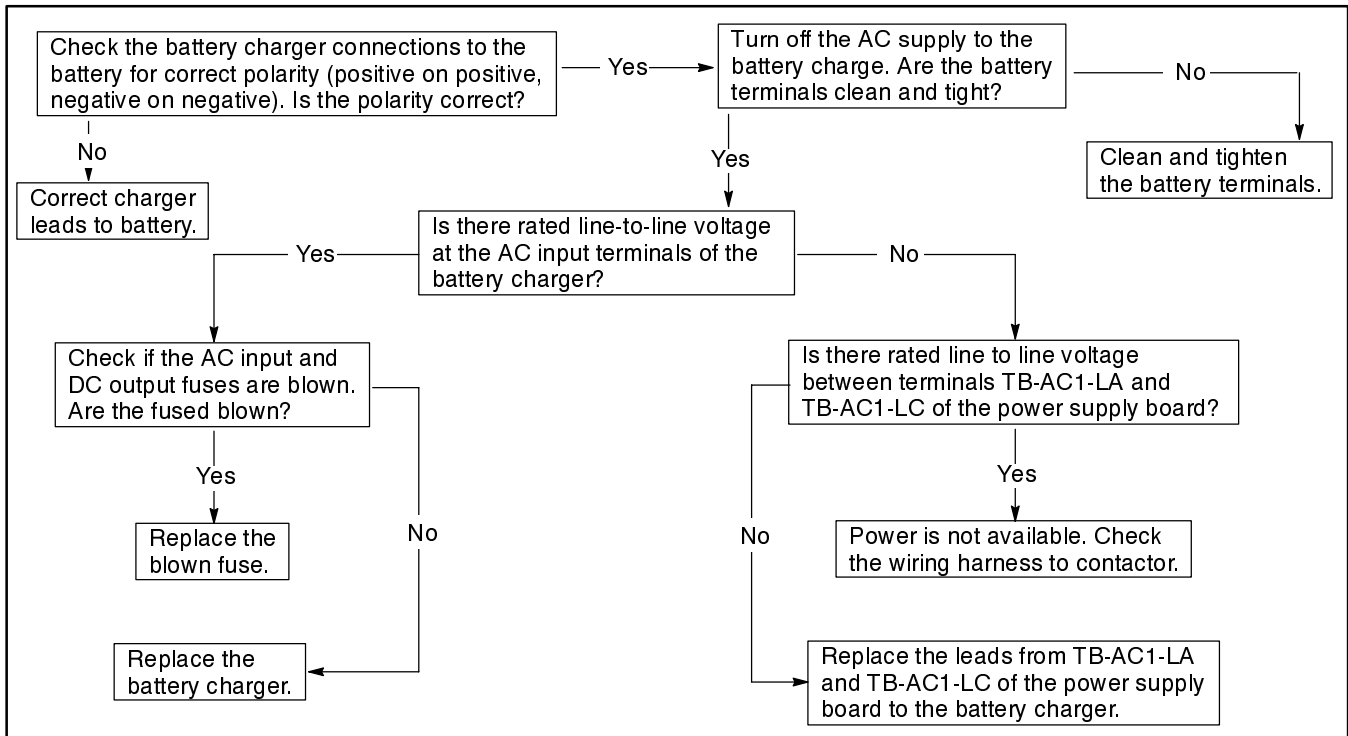 Check the battery charger connections to the
battery for correct polarity (positive on positive,
negative on negative). Is the polarity correct?
Yes
Turn off the AC supply to the
battery charge. Are the battery
terminals clean and tight?
No
No
Correct charger
leads to battery.
Yes
Clean and tighten
the battery terminals.
Is there rated line-to-line voltage
at the AC input terminals of the
battery charger?
Yes
No
Check if the AC input and
DC output fuses are blown.
Are the fused blown?
Is there rated line to line voltage
between terminals TB-AC1-LA and
TB-AC1-LC of the power supply board?
Yes
No
Yes
No
Replace the
blown fuse.
Power is not available. Check
the wiring harness to contactor.
Replace the
battery charger.
Replace the leads from TB-AC1-LA
and TB-AC1-LC of the power supply
board to the battery charger.